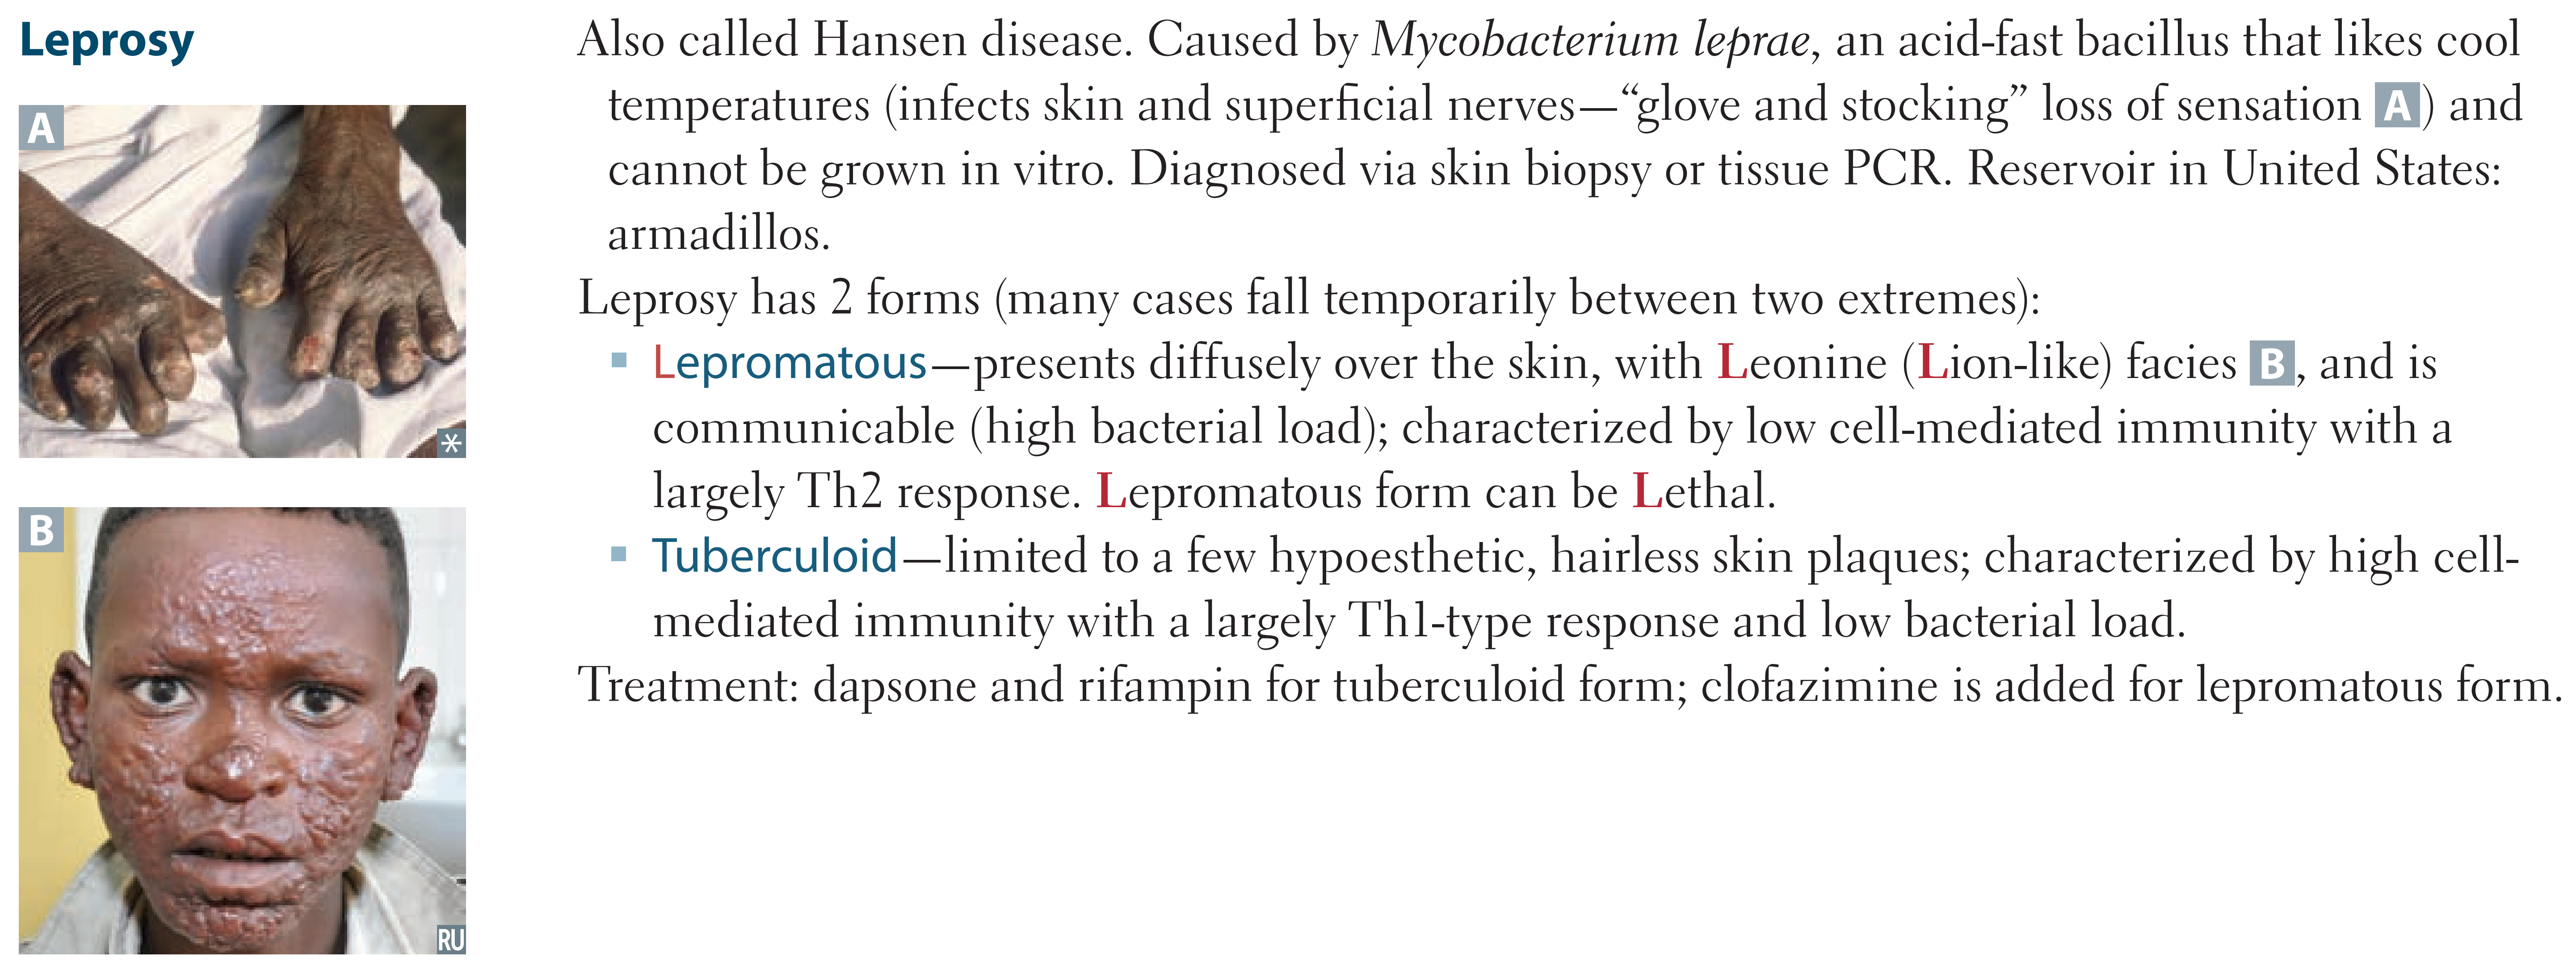 Leprosy
A
*
B
RU
Also called Hansen disease. Caused by Mycobacterium leprae, an acid-fast bacillus that likes cool
temperatures (infects skin and superficial nerves—“glove and stocking” loss of sensation A) and
cannot be grown in vitro. Diagnosed via skin biopsy or tissue PCR. Reservoir in United States:
armadillos.
Leprosy has 2 forms (many cases fall temporarily between two extremes):
▪ Lepromatous—presents diffusely over the skin, with Leonine (Lion-like) facies B, and is
communicable (high bacterial load); characterized by low cell-mediated immunity with a
largely Th2 response. Lepromatous form can be Lethal.
▪ Tuberculoid—limited to a few hypoesthetic, hairless skin plaques; characterized by high cell-
mediated immunity with a largely Th1-type response and low bacterial load.
Treatment: dapsone and rifampin for tuberculoid form; clofazimine is added for lepromatous form.